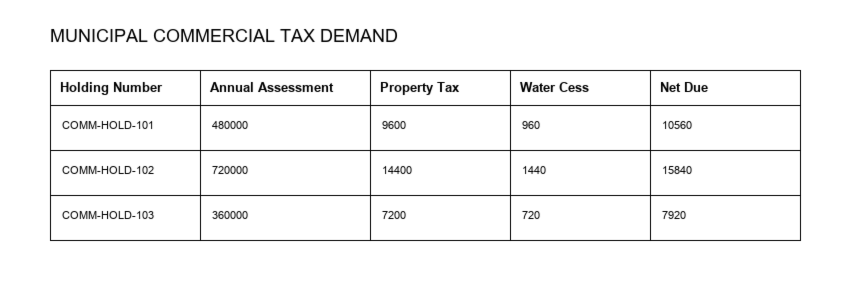 MUNICIPAL COMMERCIAL TAX DEMAND
Holding Number Annual Assessment Property Tax Water Cess Net Due
COMM-HOLD-101 480000 9600 960 10560
COMM-HOLD-102 720000 14400 1440 15840
COMM-HOLD-103 360000 7200 720 7920